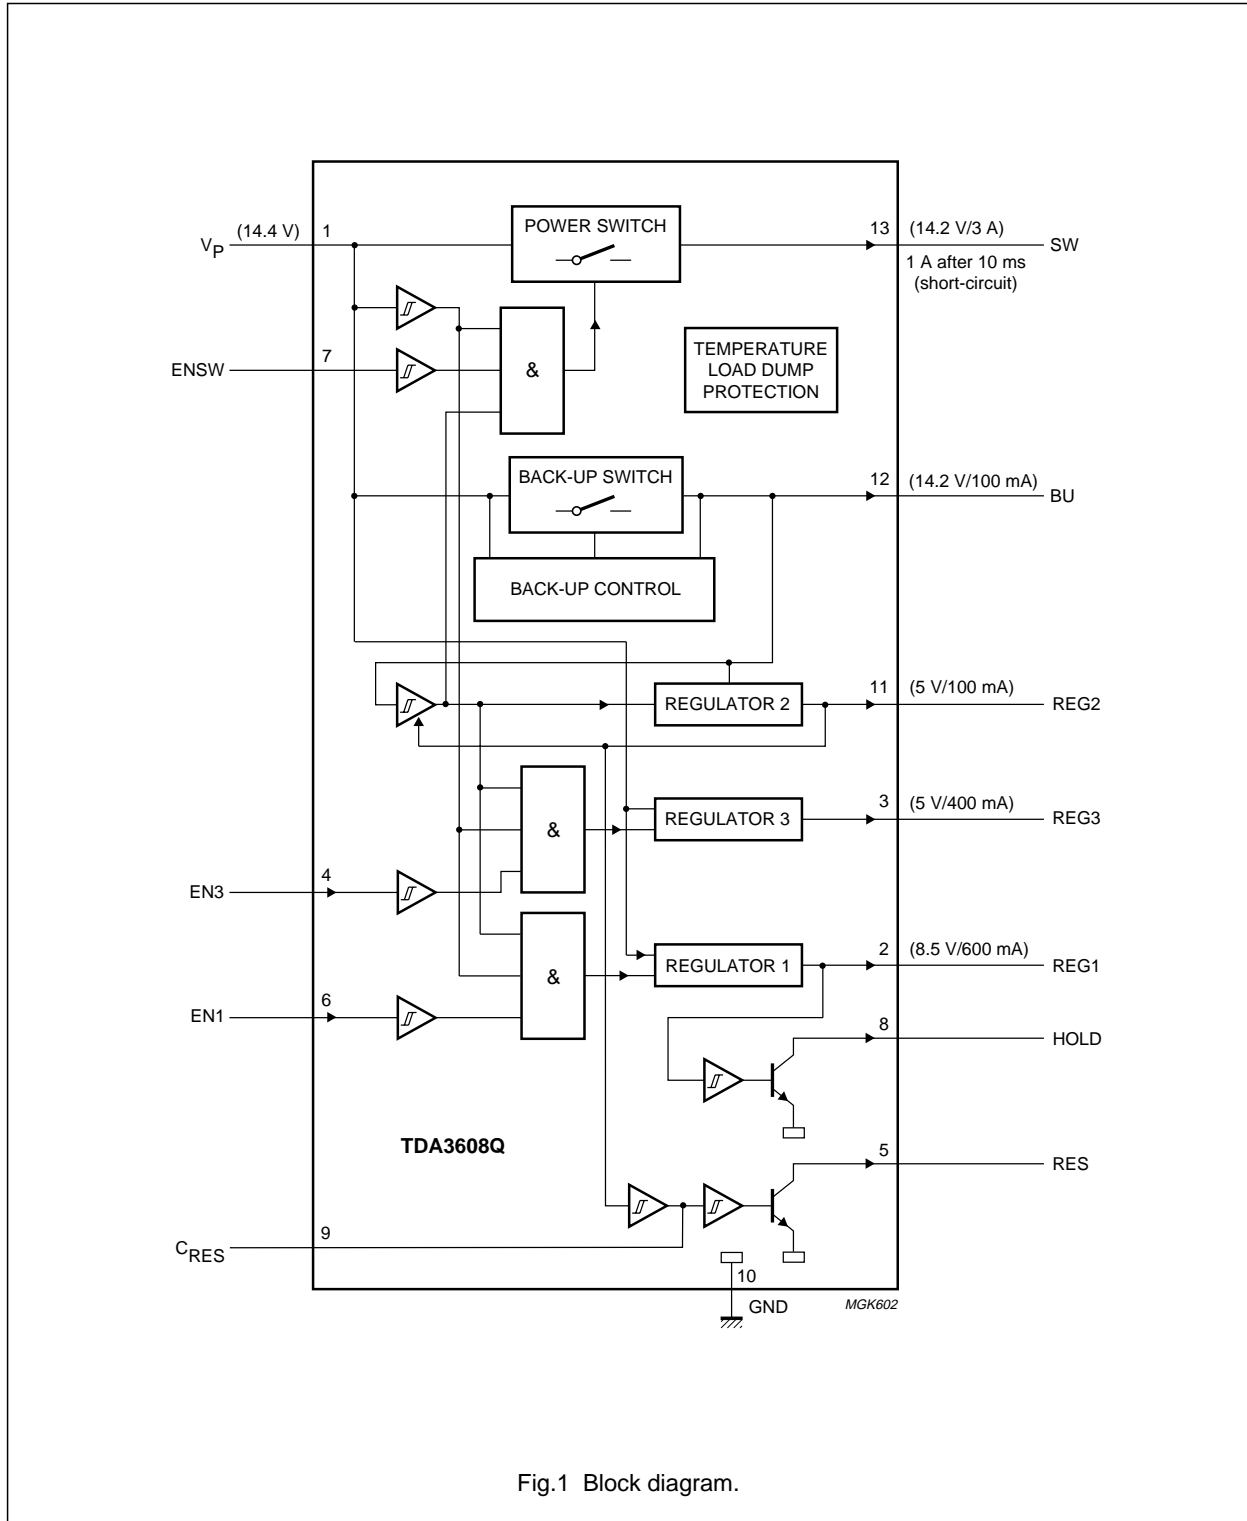 POWER SWITCH
VP (14.4 V) 1
13 (14.2 V/3 A) SW
1 A after 10 ms
(short-circuit)
ENSW 7
&
TEMPERATURE
LOAD DUMP
PROTECTION
BACK-UP SWITCH
12 (14.2 V/100 mA) BU
BACK-UP CONTROL
REGULATOR 2
11 (5 V/100 mA) REG2
&
REGULATOR 3
3 (5 V/400 mA) REG3
EN3 4
&
REGULATOR 1
2 (8.5 V/600 mA) REG1
EN1 6
8 HOLD
TDA3608Q
5 RES
CRES 9
10
GND
MGK602
Fig.1 Block diagram.